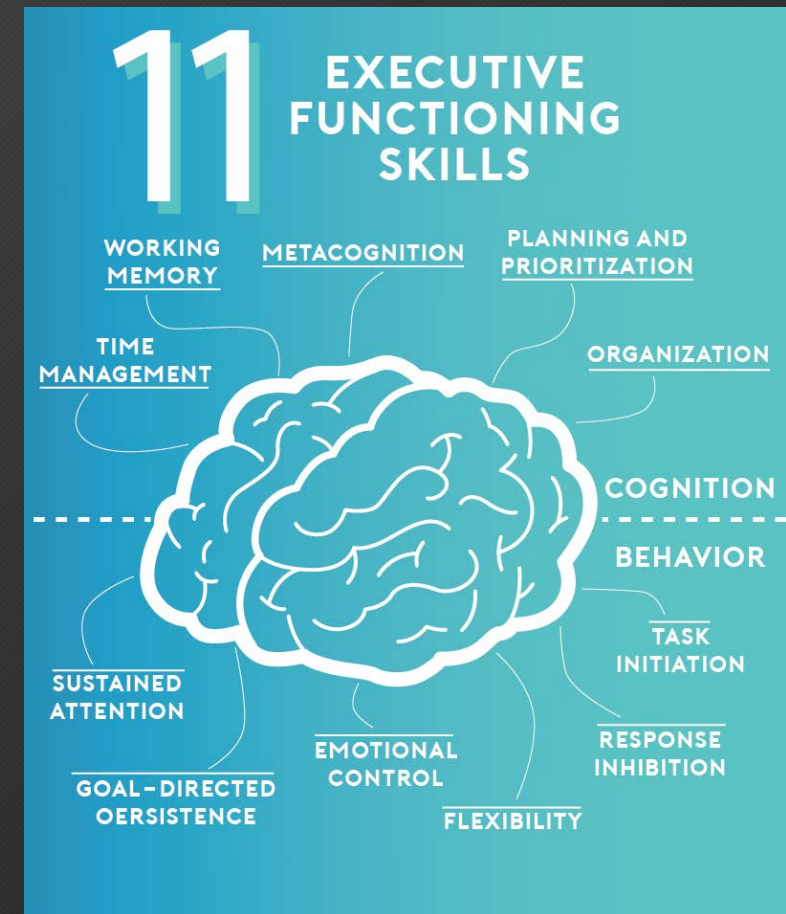 11
EXECUTIVE
FUNCTIONING
SKILLS
WORKING
MEMORY
METACOGNITION
PLANNING AND
PRIORITIZATION
TIME
MANAGEMENT
ORGANIZATION
COGNITION
BEHAVIOR
TASK
INITIATION
SUSTAINED
ATTENTION
RESPONSE
INHIBITION
EMOTIONAL
CONTROL
GOAL-DIRECTED
OERSISTENCE
FLEXIBILITY